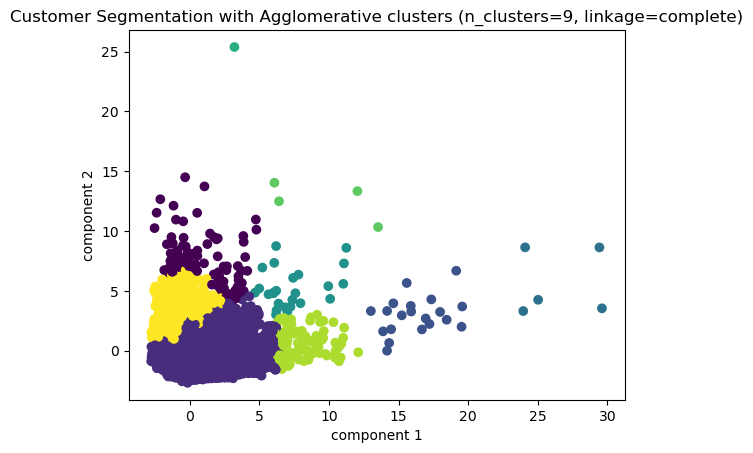 Customer Segmentation with Agglomerative clusters (n_clusters=9, linkage=complete)
25
20
15
10
5
0
component 2
0 5 10 15 20 25 30
component 1